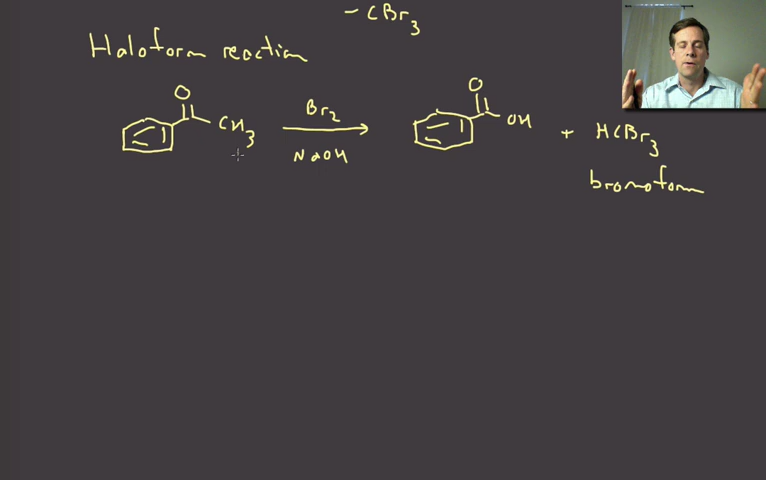 - CBr3
Haloform reaction
O
CH3
Br2
NaOH
O
OH
+ HCBr3
bromoform